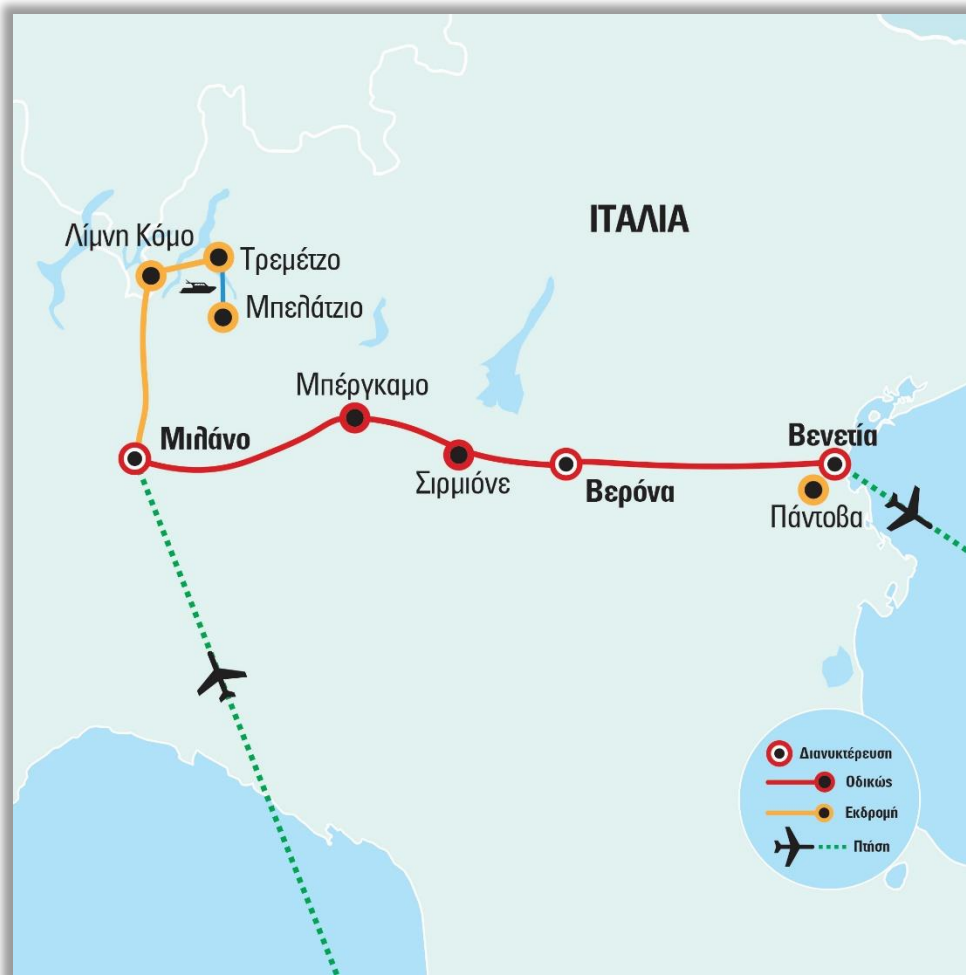 ΙΤΑΛΙΑ
Λίμνη Κόμο
Τρεμέτζο
Μπελάτζιο
Μπέργκαμο
Μιλάνο
Σιρμιόνε
Βερόνα
Βενετία
Πάντοβα
Διανυκτέρευση
Οδικώς
Εκδρομή
Πτήση